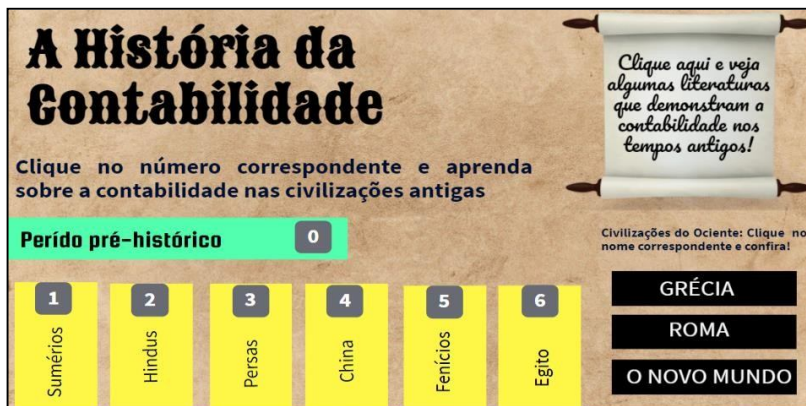 A História da
Contabilidade
Clique no número correspondente e aprenda
sobre a contabilidade nas civilizações antigas
Perído pré-histórico 0
1
Sumérios
2
Hindus
3
Persas
4
China
5
Fenícios
6
Egito
Clique aqui e veja
algumas literaturas
que demonstram a
contabilidade nos
tempos antigos!
Civilizações do Ociente: Clique no
nome correspondente e confira!
GRÉCIA
ROMA
O NOVO MUNDO